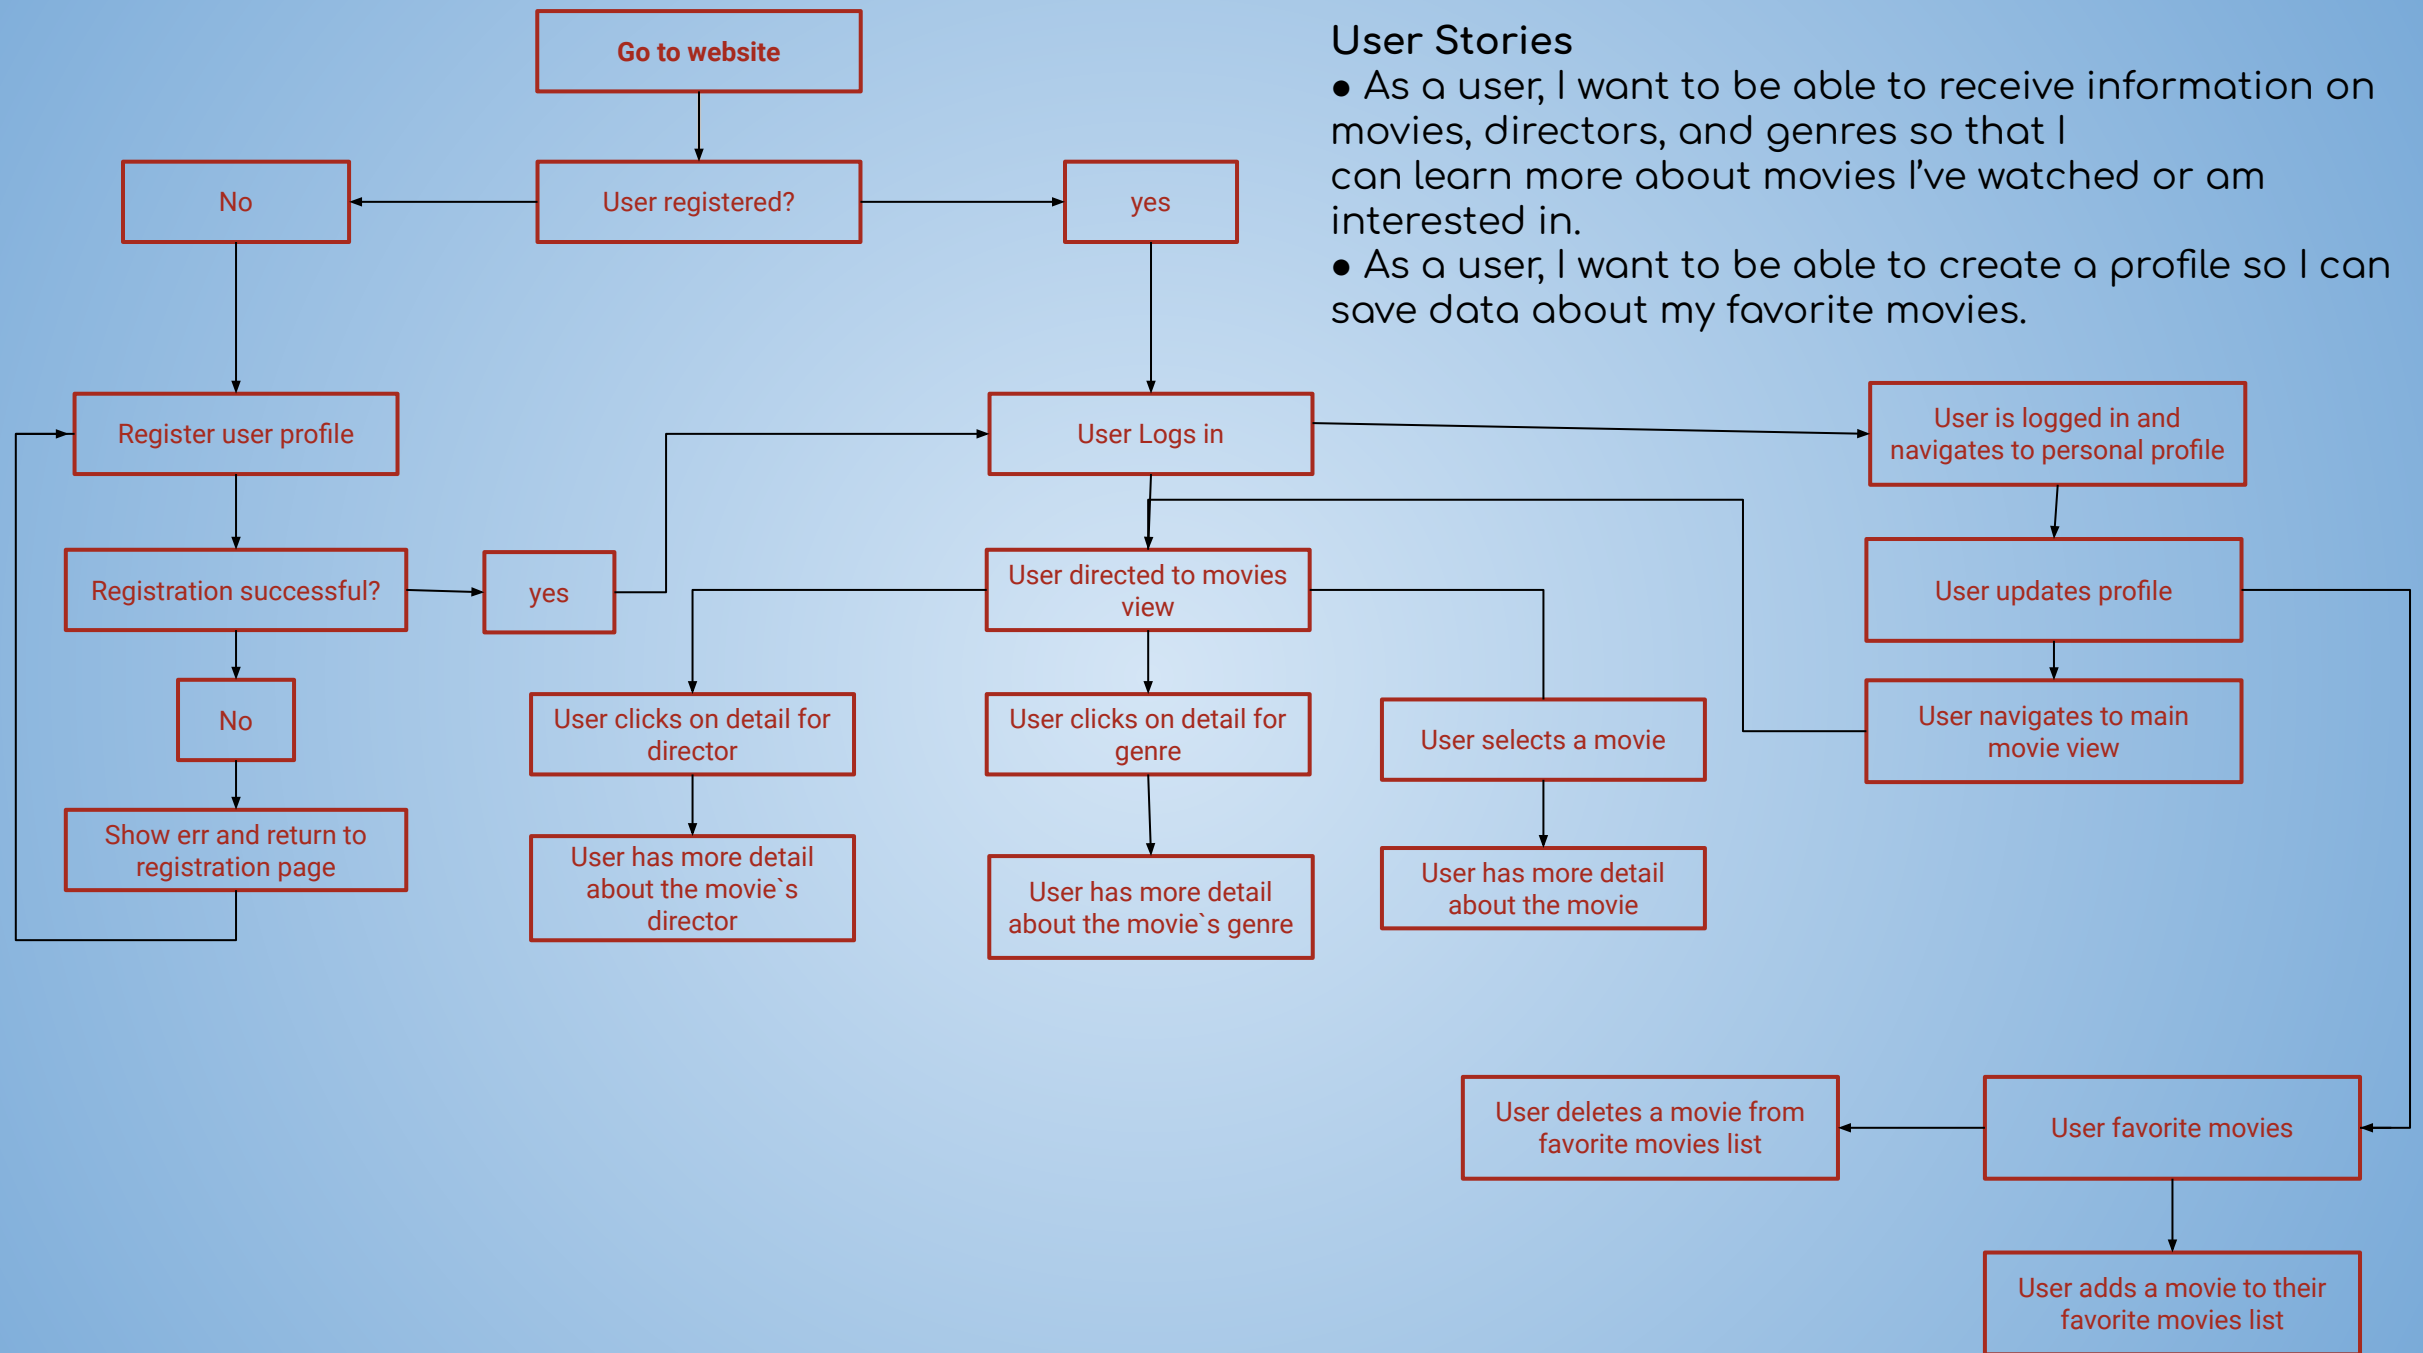 Go to website
User Stories
● As a user, I want to be able to receive information on
movies, directors, and genres so that I
can learn more about movies I've watched or am
interested in.
● As a user, I want to be able to create a profile so I can
save data about my favorite movies.
No
User registered?
yes
Register user profile
User Logs in
User is logged in and
navigates to personal profile
Registration successful?
yes
User directed to movies
view
User updates profile
No
User clicks on detail for
director
User clicks on detail for
genre
User selects a movie
User navigates to main
movie view
Show err and return to
registration page
User has more detail
about the movie`s
director
User has more detail
about the movie`s genre
User has more detail
about the movie
User deletes a movie from
favorite movies list
User favorite movies
User adds a movie to their
favorite movies list